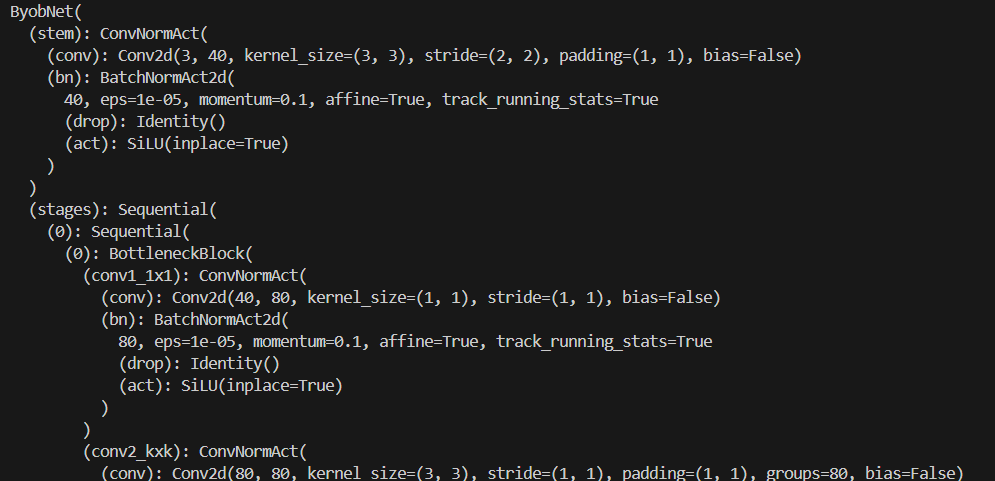 ByobNet(
  (stem): ConvNormAct(
    (conv): Conv2d(3, 40, kernel_size=(3, 3), stride=(2, 2), padding=(1, 1), bias=False)
    (bn): BatchNormAct2d(
      40, eps=1e-05, momentum=0.1, affine=True, track_running_stats=True
      (drop): Identity()
      (act): SiLU(inplace=True)
    )
  )
  (stages): Sequential(
    (0): Sequential(
      (0): BottleneckBlock(
        (conv1_1x1): ConvNormAct(
          (conv): Conv2d(40, 80, kernel_size=(1, 1), stride=(1, 1), bias=False)
          (bn): BatchNormAct2d(
            80, eps=1e-05, momentum=0.1, affine=True, track_running_stats=True
            (drop): Identity()
            (act): SiLU(inplace=True)
          )
        )
        (conv2_kxk): ConvNormAct(
          (conv): Conv2d(80, 80, kernel_size=(3, 3), stride=(1, 1), padding=(1, 1), groups=80, bias=False)